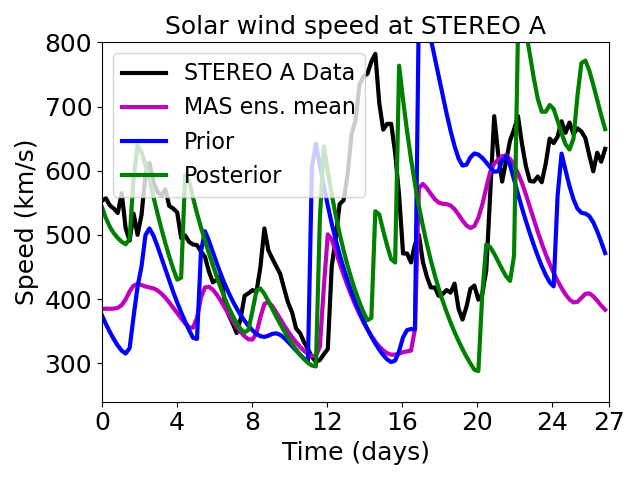 Solar wind speed at STEREO A
800
700
600
500
400
300
Speed (km/s)
STEREO A Data
MAS ens. mean
Prior
Posterior
0 4 8 12 16 20 24 27
Time (days)